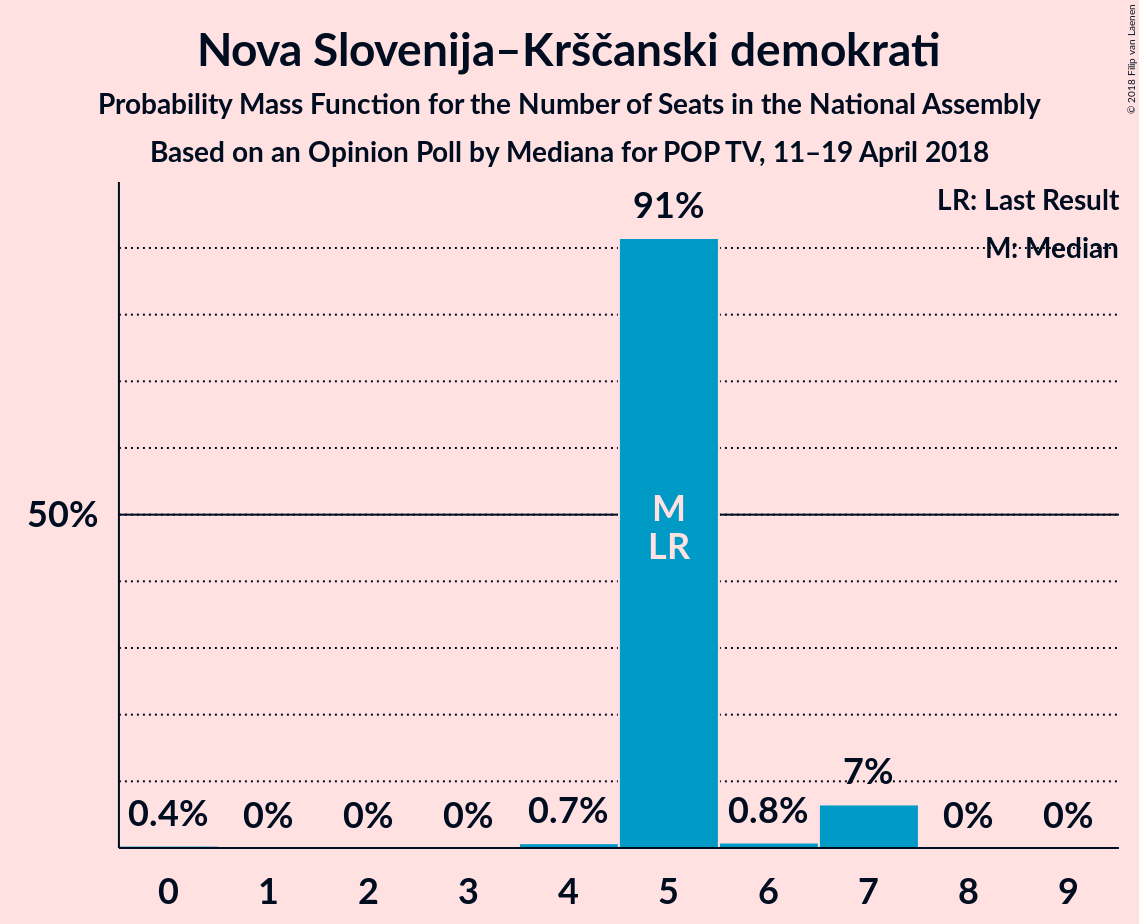 Nova Slovenija–Krščanski demokrati
Probability Mass Function for the Number of Seats in the National Assembly
Based on an Opinion Poll by Mediana for POP TV, 11–19 April 2018
© 2018 Filip van Laenen
LR: Last Result
M: Median
91%
50%
M
LR
7%
0.4% 0% 0% 0% 0.7% 0.8% 0% 0%
0 1 2 3 4 5 6 7 8 9